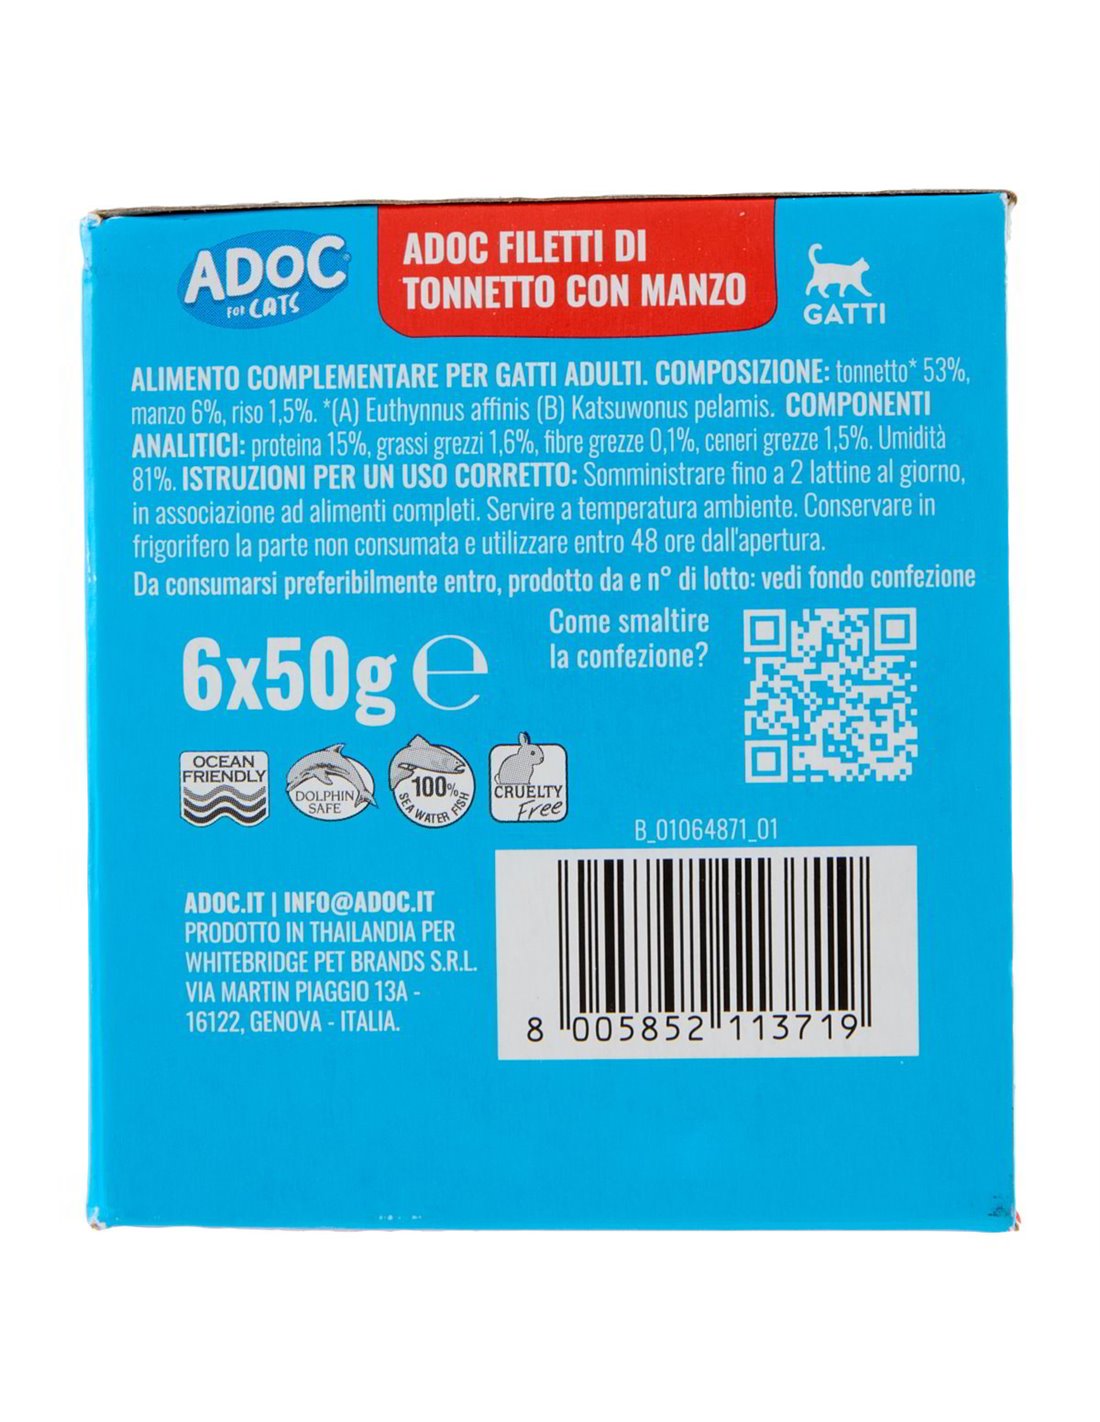 ADOC®
FOR CATS
ADOC FILETTI DI
TONNETTO CON MANZO
GATTI
ALIMENTO COMPLEMENTARE PER GATTI ADULTI. COMPOSIZIONE: tonnetto* 53%,
manzo 6%, riso 1,5%. *(A) Euthynnus affinis (B) Katsuwonus pelamis. COMPONENTI
ANALITICI: proteina 15%, grassi grezzi 1,6%, fibre grezze 0,1%, ceneri grezze 1,5%. Umidità
81%. ISTRUZIONI PER UN USO CORRETTO: Somministrare fino a 2 lattine al giorno,
in associazione ad alimenti completi. Servire a temperatura ambiente. Conservare in
frigorifero la parte non consumata e utilizzare entro 48 ore dall'apertura.
Da consumarsi preferibilmente entro, prodotto da e n° di lotto: vedi fondo confezione
6x50g ℮
Come smaltire
la confezione?
OCEAN
FRIENDLY
DOLPHIN
SAFE
100%
SEA WATER FISH
CRUELTY
Free
B_01064871_01
ADOC.IT | INFO@ADOC.IT
PRODOTTO IN THAILANDIA PER
WHITEBRIDGE PET BRANDS S.R.L.
VIA MARTIN PIAGGIO 13A -
16122, GENOVA - ITALIA.
8 005852 113719